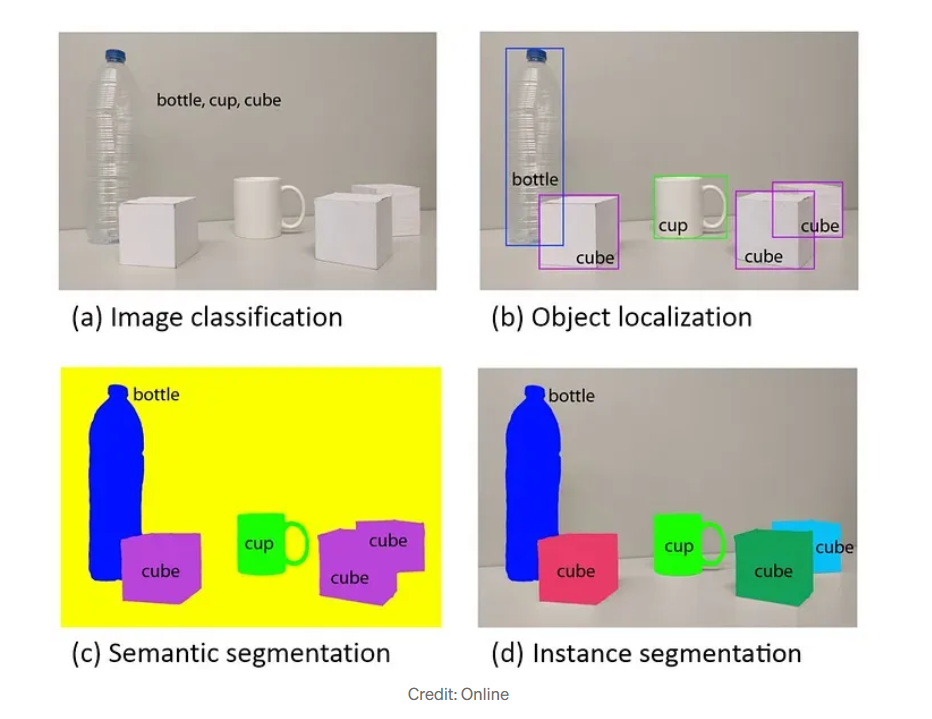 bottle, cup, cube
bottle
cup
cube
cube
cube
(a) Image classification
(b) Object localization
bottle
cup
cube
cube
cube
bottle
cup
cube
cube
cube
(c) Semantic segmentation
(d) Instance segmentation
Credit: Online